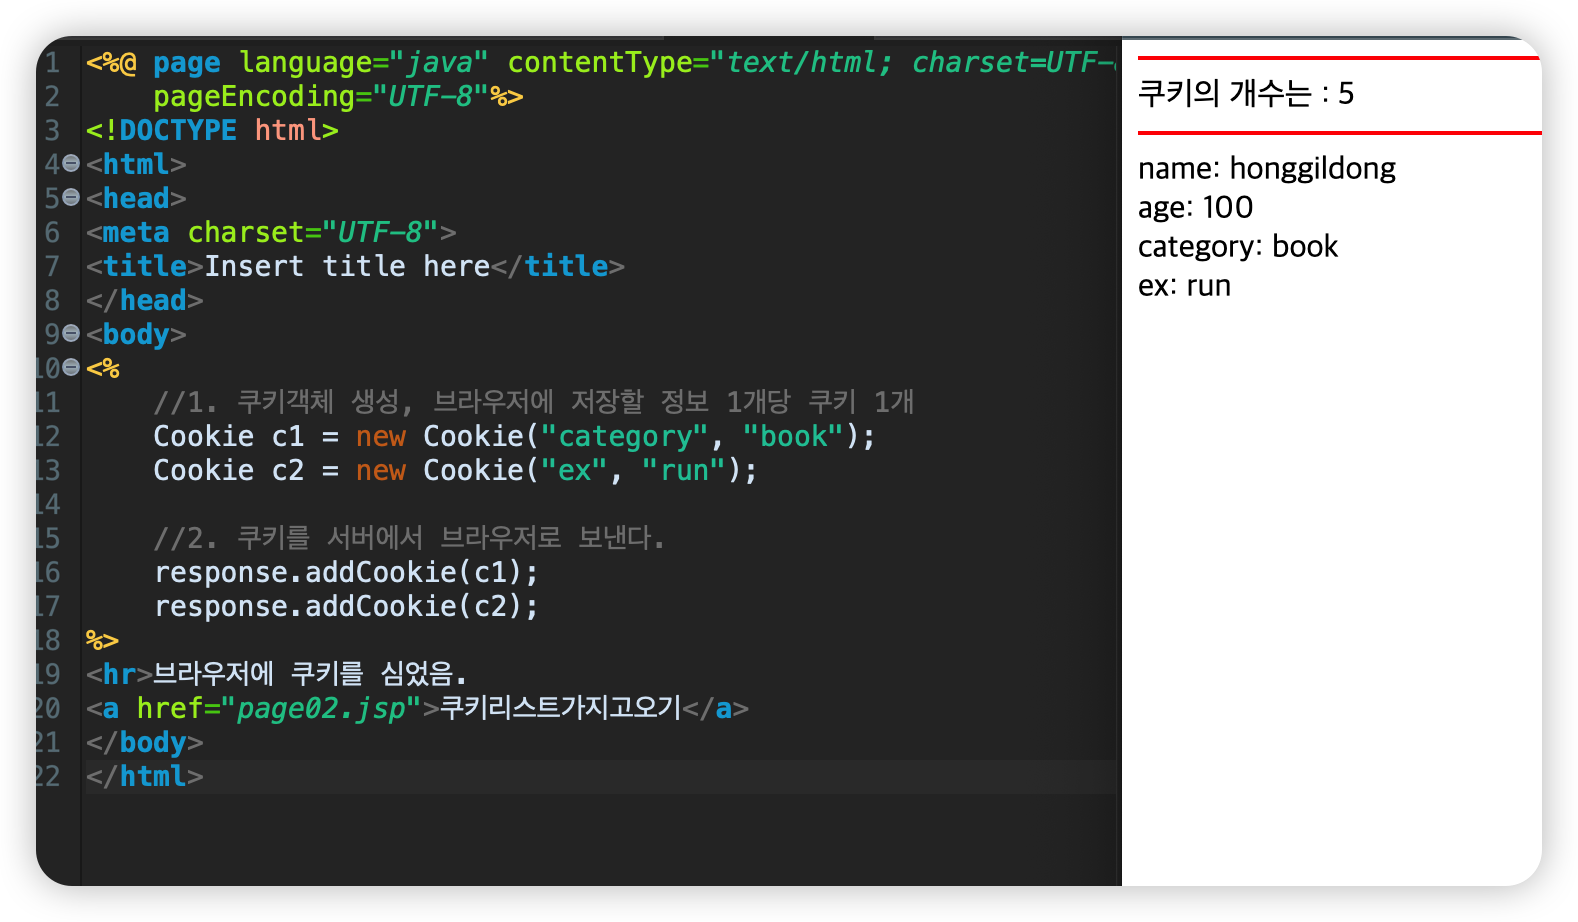 1 <%@ page language="java" contentType="text/html; charset=UTF-
2     pageEncoding="UTF-8"%>
3 <!DOCTYPE html>
4 <html>
5 <head>
6 <meta charset="UTF-8">
7 <title>Insert title here</title>
8 </head>
9 <body>
10 <%
11     //1. 쿠키객체 생성, 브라우저에 저장할 정보 1개당 쿠키 1개
12     Cookie c1 = new Cookie("category", "book");
13     Cookie c2 = new Cookie("ex", "run");
14
15     //2. 쿠키를 서버에서 브라우저로 보낸다.
16     response.addCookie(c1);
17     response.addCookie(c2);
18 %>
19 <hr>브라우저에 쿠키를 심었음.
20 <a href="page02.jsp">쿠키리스트가지고오기</a>
21 </body>
22 </html>
쿠키의 개수는 : 5
name: honggildong
age: 100
category: book
ex: run